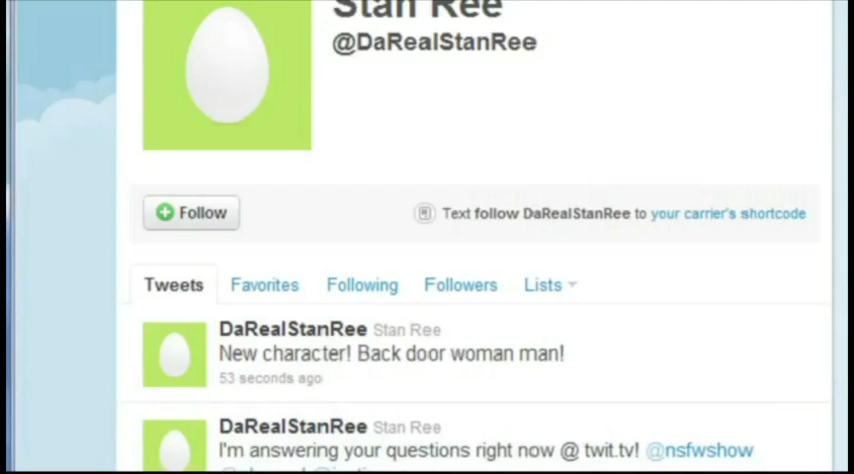 Stan Ree
@DaRealStanRee
Follow
Text follow DaRealStanRee to your carrier's shortcode
Tweets Favorites Following Followers Lists
DaRealStanRee Stan Ree
New character! Back door woman man!
53 seconds ago
DaRealStanRee Stan Ree
I'm answering your questions right now @ twit.tv! @nsfwshow